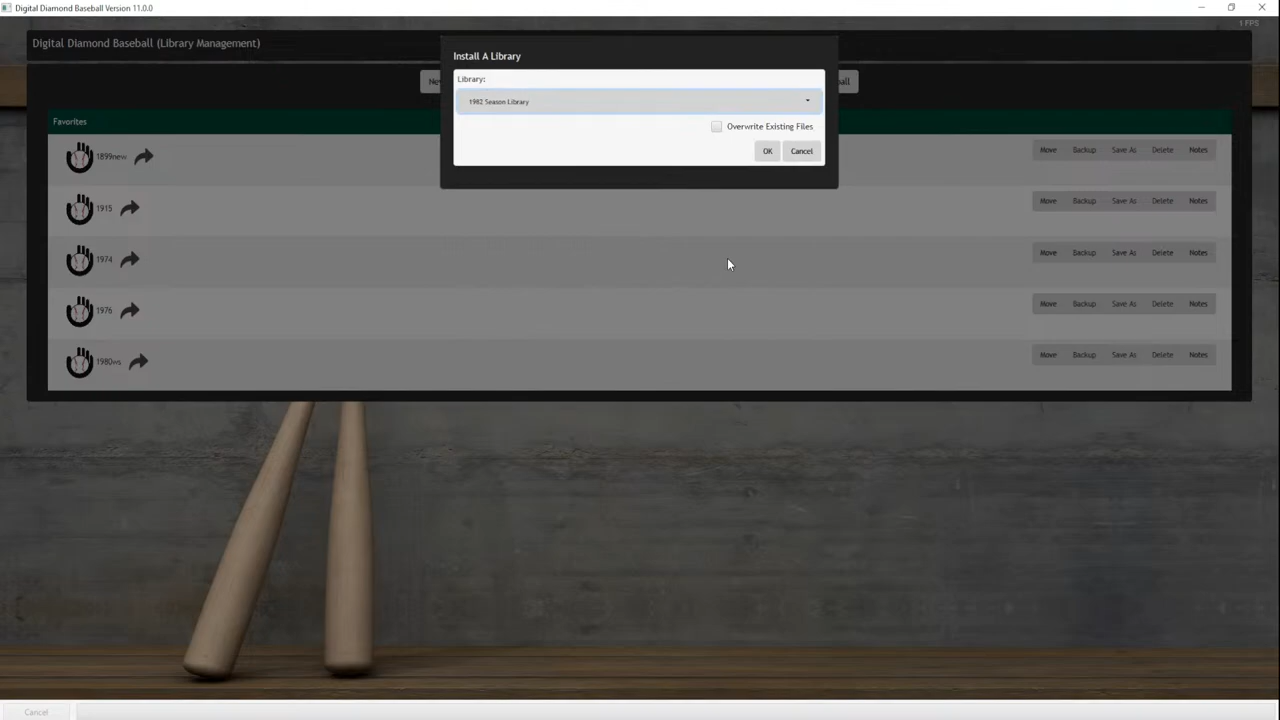 Digital Diamond Baseball Version 11.0.0
1 FPS
Digital Diamond Baseball (Library Management)
Install A Library
Library:
1982 Season Library
Overwrite Existing Files
OK Cancel
Favorites
1899new Move Backup Save As Delete Notes
1915 Move Backup Save As Delete Notes
1974 Move Backup Save As Delete Notes
1976 Move Backup Save As Delete Notes
1980ws Move Backup Save As Delete Notes
Cancel